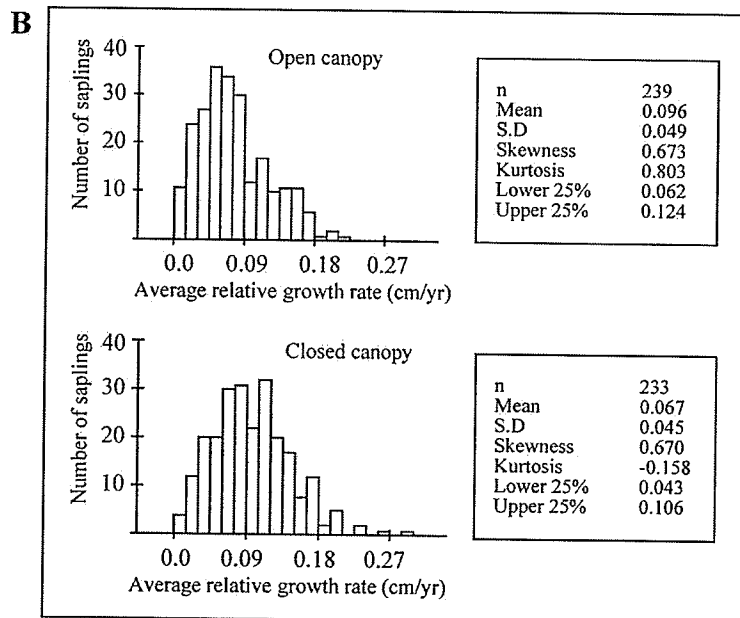 B
Open canopy
Number of saplings
40
30
20
10
0.0 0.09 0.18 0.27
Average relative growth rate (cm/yr)
n 239
Mean 0.096
S.D 0.049
Skewness 0.673
Kurtosis 0.803
Lower 25% 0.062
Upper 25% 0.124
Closed canopy
Number of saplings
40
30
20
10
0.0 0.09 0.18 0.27
Average relative growth rate (cm/yr)
n 233
Mean 0.067
S.D 0.045
Skewness 0.670
Kurtosis -0.158
Lower 25% 0.043
Upper 25% 0.106